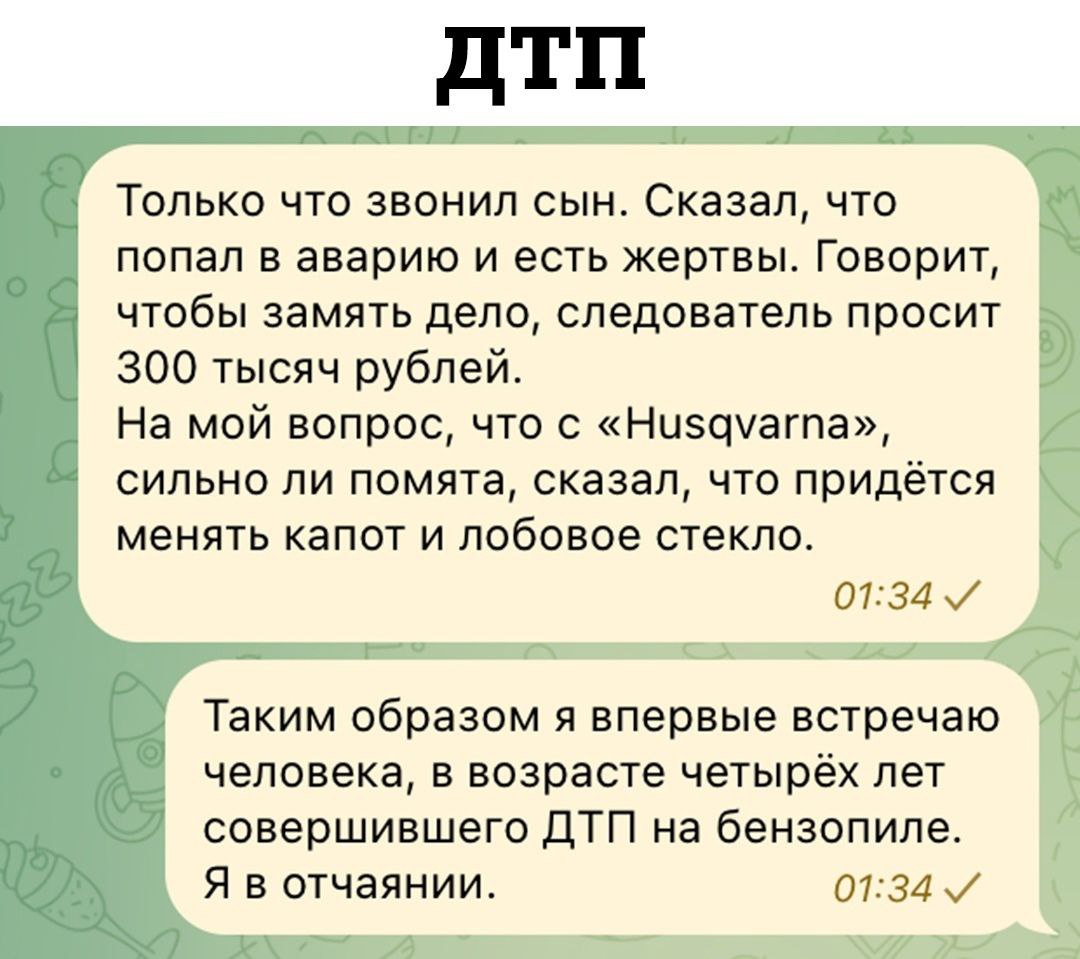 ДТП
Только что звонил сын. Сказал, что
попал в аварию и есть жертвы. Говорит,
чтобы замять дело, следователь просит
300 тысяч рублей.
На мой вопрос, что с «Husqvarna»,
сильно ли помята, сказал, что придётся
менять капот и лобовое стекло.
01:34
Таким образом я впервые встречаю
человека, в возрасте четырёх лет
совершившего ДТП на бензопиле.
Я в отчаянии.
01:34